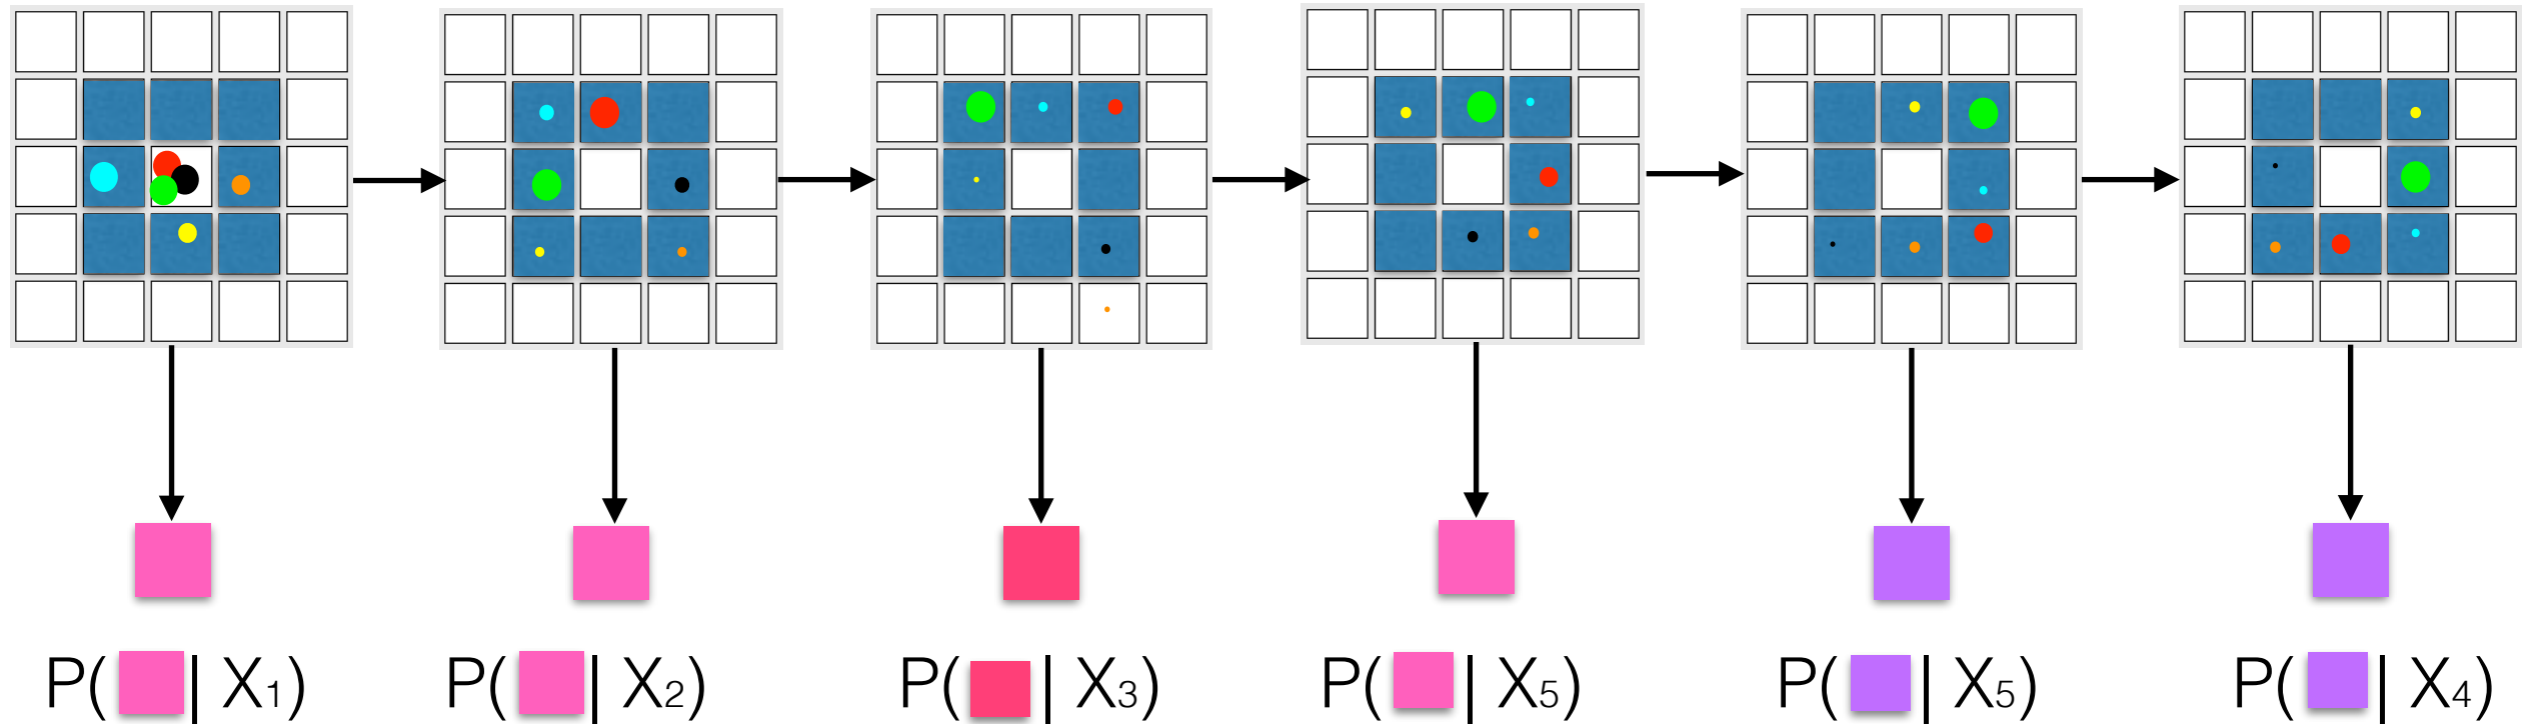 P( | X₁) P( | X₂) P( | X₃) P( | X₅) P( | X₅) P( | X₄)